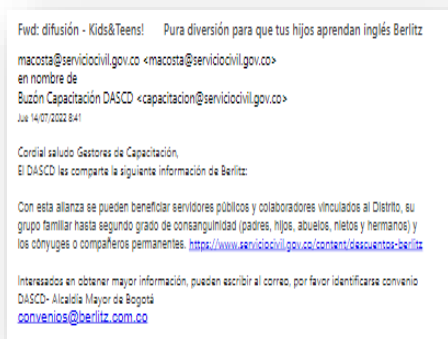 Fwd: difusión - Kids&Teens! Pura diversión para que tus hijos aprendan inglés Berlitz
macosta@serviciocivil.gov.co <macosta@serviciocivil.gov.co>
en nombre de
Buzón Capacitación DASCD <capacitacion@serviciocivil.gov.co>
Jue 14/07/2022 8:41
Cordial saludo Gestores de Capacitación,
El DASCD les comparte la siguiente información de Berlitz:
Con esta alianza se pueden beneficiar servidores públicos y colaboradores vinculados al Distrito, su
grupo familiar hasta segundo grado de consanguinidad (padres, hijos, abuelos, nietos y hermanos) y
los cónyuges o compañeros permanentes. https://www.serviciocivil.gov.co/content/descuentos-berlitz
Interesados en obtener mayor información, pueden escribir al correo, por favor identificarse convenio
DASCD- Alcaldía Mayor de Bogotá
convenios@berlitz.com.co